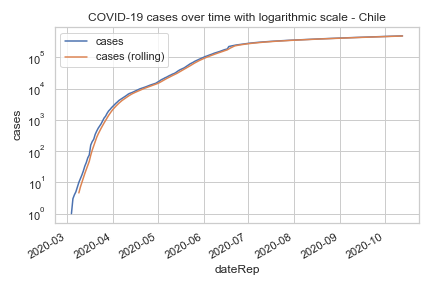 COVID-19 cases over time with logarithmic scale - Chile
cases
cases (rolling)
10^5
10^4
10^3
10^2
10^1
10^0
cases
2020-03
2020-04
2020-05
2020-06
2020-07
2020-08
2020-09
2020-10
dateRep